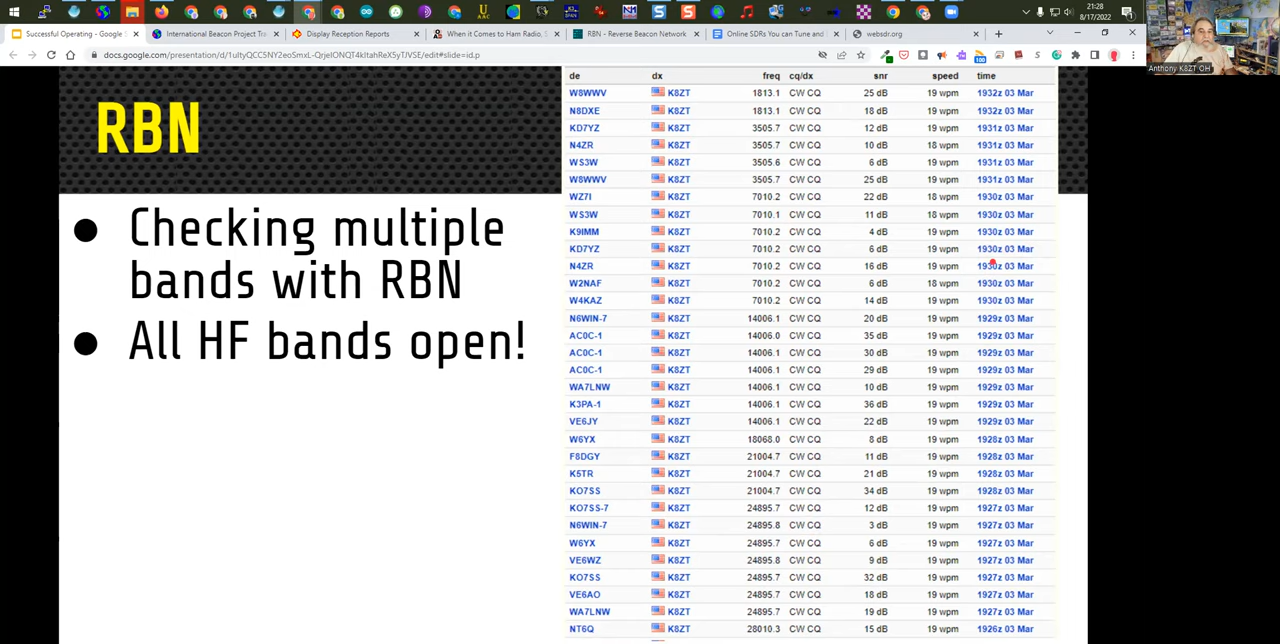 21:28
8/17/2022
Successful Operating - Google S
International Beacon Project Tra
Display Reception Reports
When it Comes to Ham Radio, S
RBN - Reverse Beacon Network
Online SDRs You Can Tune and
websdr.org
Anthony K8ZT OH
RBN
Checking multiple
bands with RBN
All HF bands open!
de dx freq cq/dx snr speed time
W8WWV K8ZT 1813.1 CW CQ 25 dB 19 wpm 1932z 03 Mar
N8DXE K8ZT 1813.1 CW CQ 18 dB 19 wpm 1932z 03 Mar
KD7YZ K8ZT 3505.7 CW CQ 12 dB 19 wpm 1931z 03 Mar
N4ZR K8ZT 3505.7 CW CQ 10 dB 18 wpm 1931z 03 Mar
WS3W K8ZT 3505.6 CW CQ 6 dB 19 wpm 1931z 03 Mar
W8WWV K8ZT 3505.7 CW CQ 25 dB 19 wpm 1931z 03 Mar
WZ7I K8ZT 7010.2 CW CQ 22 dB 18 wpm 1930z 03 Mar
WS3W K8ZT 7010.1 CW CQ 11 dB 18 wpm 1930z 03 Mar
K9IMM K8ZT 7010.2 CW CQ 4 dB 19 wpm 1930z 03 Mar
KD7YZ K8ZT 7010.2 CW CQ 6 dB 19 wpm 1930z 03 Mar
N4ZR K8ZT 7010.2 CW CQ 16 dB 19 wpm 1930z 03 Mar
W2NAF K8ZT 7010.2 CW CQ 6 dB 18 wpm 1930z 03 Mar
W4KAZ K8ZT 7010.2 CW CQ 14 dB 19 wpm 1930z 03 Mar
N6WIN-7 K8ZT 14006.1 CW CQ 20 dB 19 wpm 1929z 03 Mar
AC0C-1 K8ZT 14006.0 CW CQ 35 dB 19 wpm 1929z 03 Mar
AC0C-1 K8ZT 14006.1 CW CQ 30 dB 19 wpm 1929z 03 Mar
AC0C-1 K8ZT 14006.1 CW CQ 29 dB 19 wpm 1929z 03 Mar
WA7LNW K8ZT 14006.1 CW CQ 10 dB 19 wpm 1929z 03 Mar
K3PA-1 K8ZT 14006.1 CW CQ 36 dB 19 wpm 1929z 03 Mar
VE6JY K8ZT 14006.1 CW CQ 22 dB 19 wpm 1929z 03 Mar
W6YX K8ZT 18068.0 CW CQ 8 dB 19 wpm 1928z 03 Mar
F8DGY K8ZT 21004.7 CW CQ 11 dB 19 wpm 1928z 03 Mar
K5TR K8ZT 21004.7 CW CQ 21 dB 19 wpm 1928z 03 Mar
KO7SS K8ZT 21004.7 CW CQ 34 dB 19 wpm 1928z 03 Mar
KO7SS-7 K8ZT 24895.7 CW CQ 12 dB 19 wpm 1927z 03 Mar
N6WIN-7 K8ZT 24895.8 CW CQ 3 dB 19 wpm 1927z 03 Mar
W6YX K8ZT 24895.7 CW CQ 6 dB 19 wpm 1927z 03 Mar
VE6WZ K8ZT 24895.8 CW CQ 9 dB 19 wpm 1927z 03 Mar
KO7SS K8ZT 24895.7 CW CQ 32 dB 19 wpm 1927z 03 Mar
VE6AO K8ZT 24895.7 CW CQ 18 dB 19 wpm 1927z 03 Mar
WA7LNW K8ZT 24895.7 CW CQ 19 dB 19 wpm 1927z 03 Mar
NT6Q K8ZT 28010.3 CW CQ 15 dB 19 wpm 1926z 03 Mar